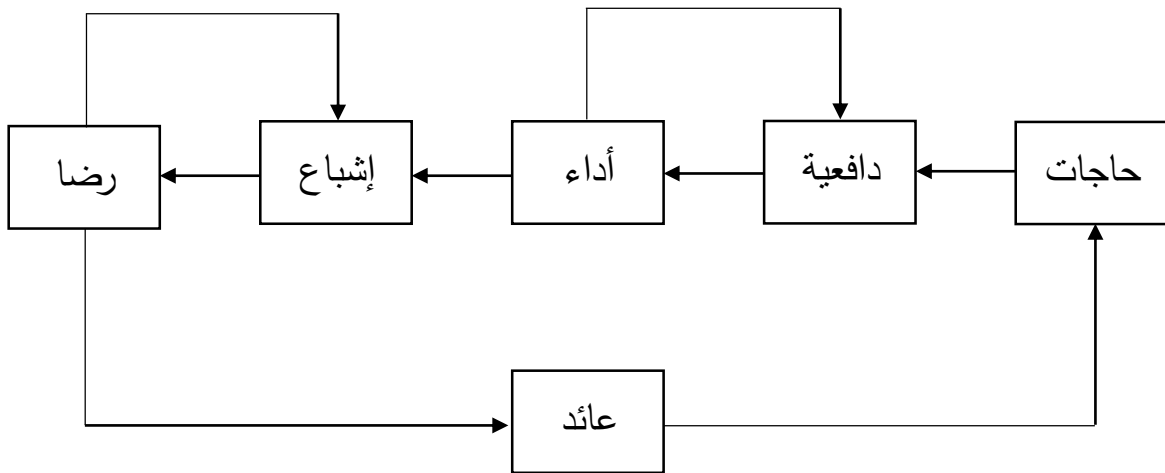 حاجات
دافعية
أداء
إشباع
رضا
عائد